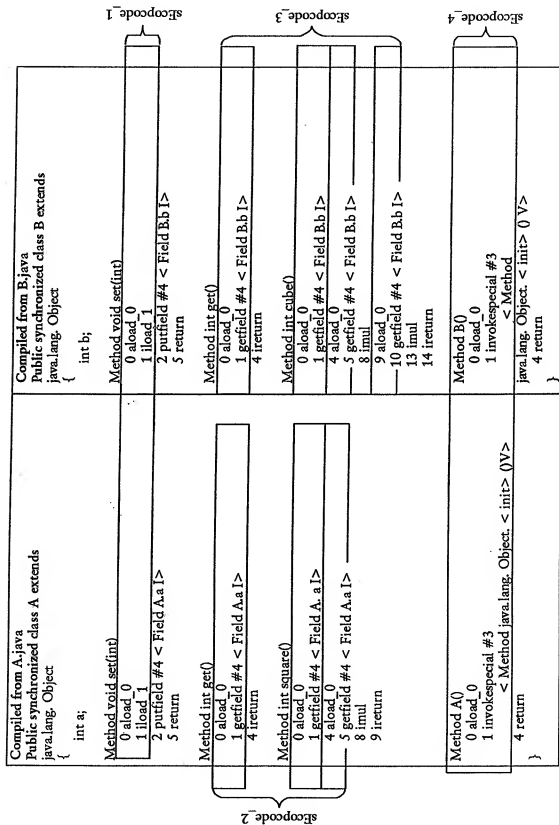 Compiled from A.java
Public synchronized class A extends
java.lang. Object
{
int a;
Method void set(int)
0 aload_0
1 iload_1
2 putfield #4 < Field A.a I>
5 return
Method int get()
0 aload_0
1 getfield #4 < Field A.a I>
4 ireturn
Method int square()
0 aload_0
1 getfield #4 < Field A. a I>
4 aload_0
5 getfield #4 < Field A.a I>
8 imul
9 ireturn
Method A()
0 aload_0
1 invokespecial #3
< Method java.lang. Object. < init> ()V>
4 return
}
sEcopcode_2
Compiled from B.java
Public synchronized class B extends
java.lang. Object
{
int b;
Method void set(int)
0 aload_0
1 iload_1
2 putfield #4 < Field B.b I>
5 return
Method int get()
0 aload_0
1 getfield #4 < Field B.b I>
4 ireturn
Method int cube()
0 aload_0
1 getfield #4 < Field B.b I>
4 aload_0
5 getfield #4 < Field B.b I>
8 imul
9 aload_0
10 getfield #4 < Field B.b I>
13 imul
14 ireturn
Method B()
0 aload_0
1 invokespecial #3
< Method
java.lang. Object. < init> () V>
4 return
}
sEcopcode_1
sEcopcode_3
sEcopcode_4